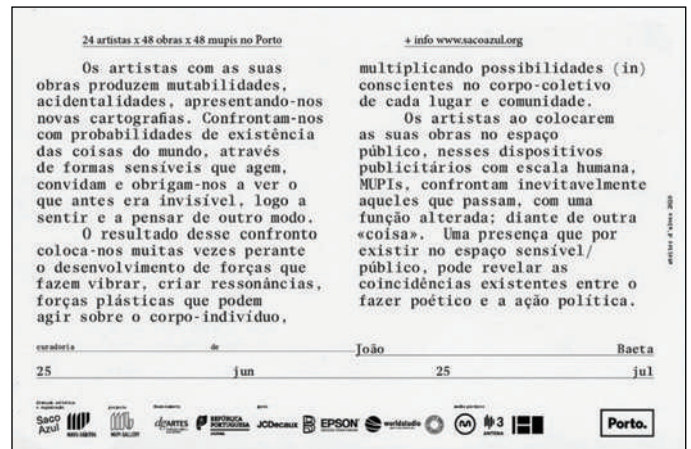 24 artistas x 48 obras x 48 mupis no Porto
+ info www.sacoazul.org
Os artistas com as suas
obras produzem mutabilidades,
acidentalidades, apresentando-nos
novas cartografias. Confrontam-nos
com probabilidades de existência
das coisas do mundo, através
de formas sensíveis que agem,
convidam e obrigam-nos a ver o
que antes era invisível, logo a
sentir e a pensar de outro modo.
O resultado desse confronto
coloca-nos muitas vezes perante
o desenvolvimento de forças que
fazem vibrar, criar ressonâncias,
forças plásticas que podem
agir sobre o corpo-indivíduo,
multiplicando possibilidades (in)
conscientes no corpo-coletivo
de cada lugar e comunidade.
Os artistas ao colocarem
as suas obras no espaço
público, nesses dispositivos
publicitários com escala humana,
MUPIs, confrontam inevitavelmente
aqueles que passam, com uma
função alterada; diante de outra
«coisa». Uma presença que por
existir no espaço sensível/
público, pode revelar as
coincidências existentes entre o
fazer poético e a ação política.
curadoria de João Baeta
25 jun 25 jul
Saco Azul
dgARTES
REPÚBLICA PORTUGUESA
JCDecaux
EPSON
worldstudio
3
ANTENA
Porto.